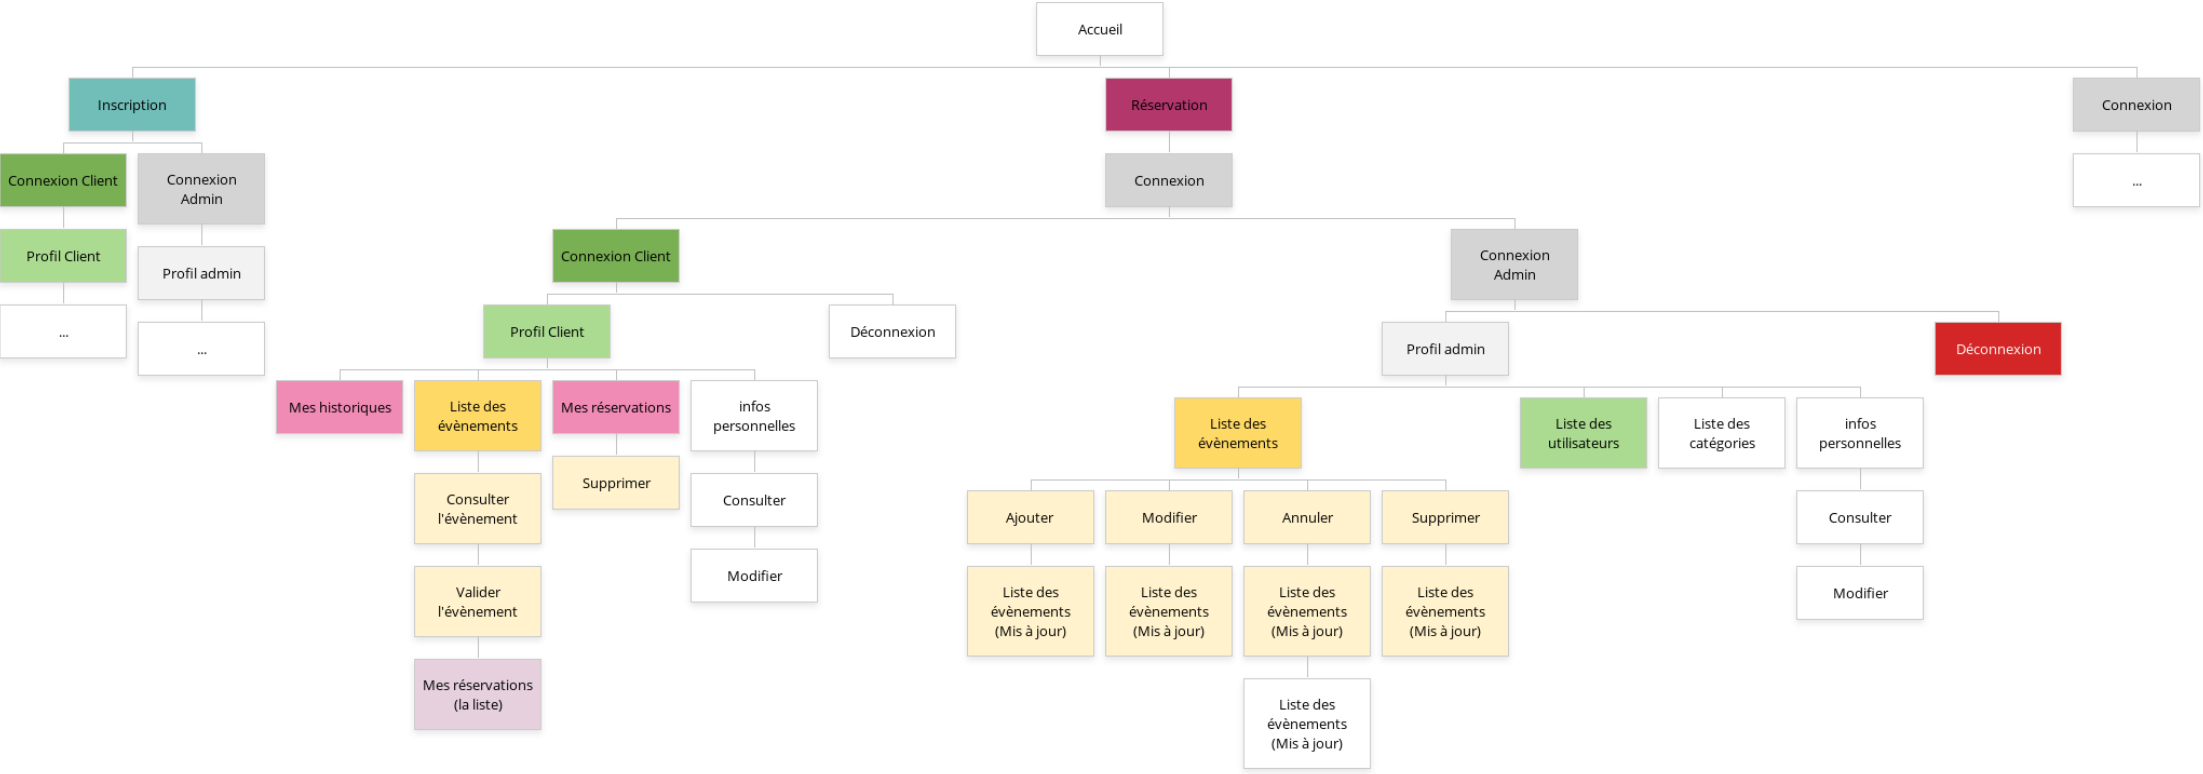 Accueil
Inscription
Réservation
Connexion
Connexion Client
Connexion
Admin
Connexion
...
Profil Client
Profil admin
Connexion Client
Connexion
Admin
...
...
Profil Client
Déconnexion
Profil admin
Déconnexion
Mes historiques
Liste des
évènements
Mes réservations
infos
personnelles
Liste des
évènements
Liste des
utilisateurs
Liste des
catégories
infos
personnelles
Consulter
l'évènement
Supprimer
Consulter
Ajouter
Modifier
Annuler
Supprimer
Consulter
Valider
l'évènement
Modifier
Liste des
évènements
(Mis à jour)
Liste des
évènements
(Mis à jour)
Liste des
évènements
(Mis à jour)
Liste des
évènements
(Mis à jour)
Modifier
Mes réservations
(la liste)
Liste des
évènements
(Mis à jour)